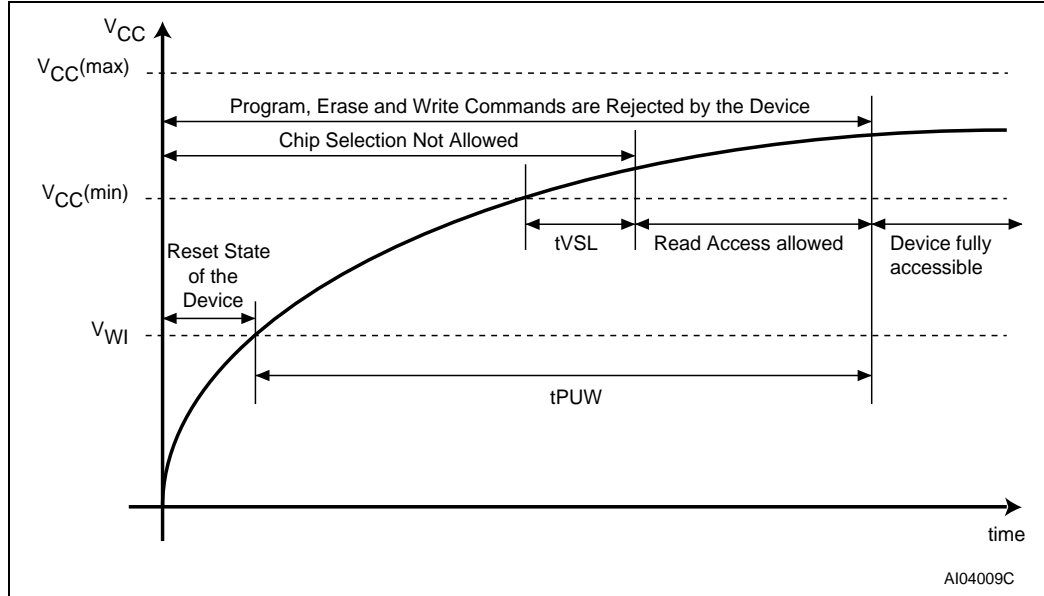 VCC
VCC(max)
Program, Erase and Write Commands are Rejected by the Device
Chip Selection Not Allowed
VCC(min)
tVSL
Read Access allowed
Device fully
accessible
Reset State
of the
Device
VWI
tPUW
time
AI04009C